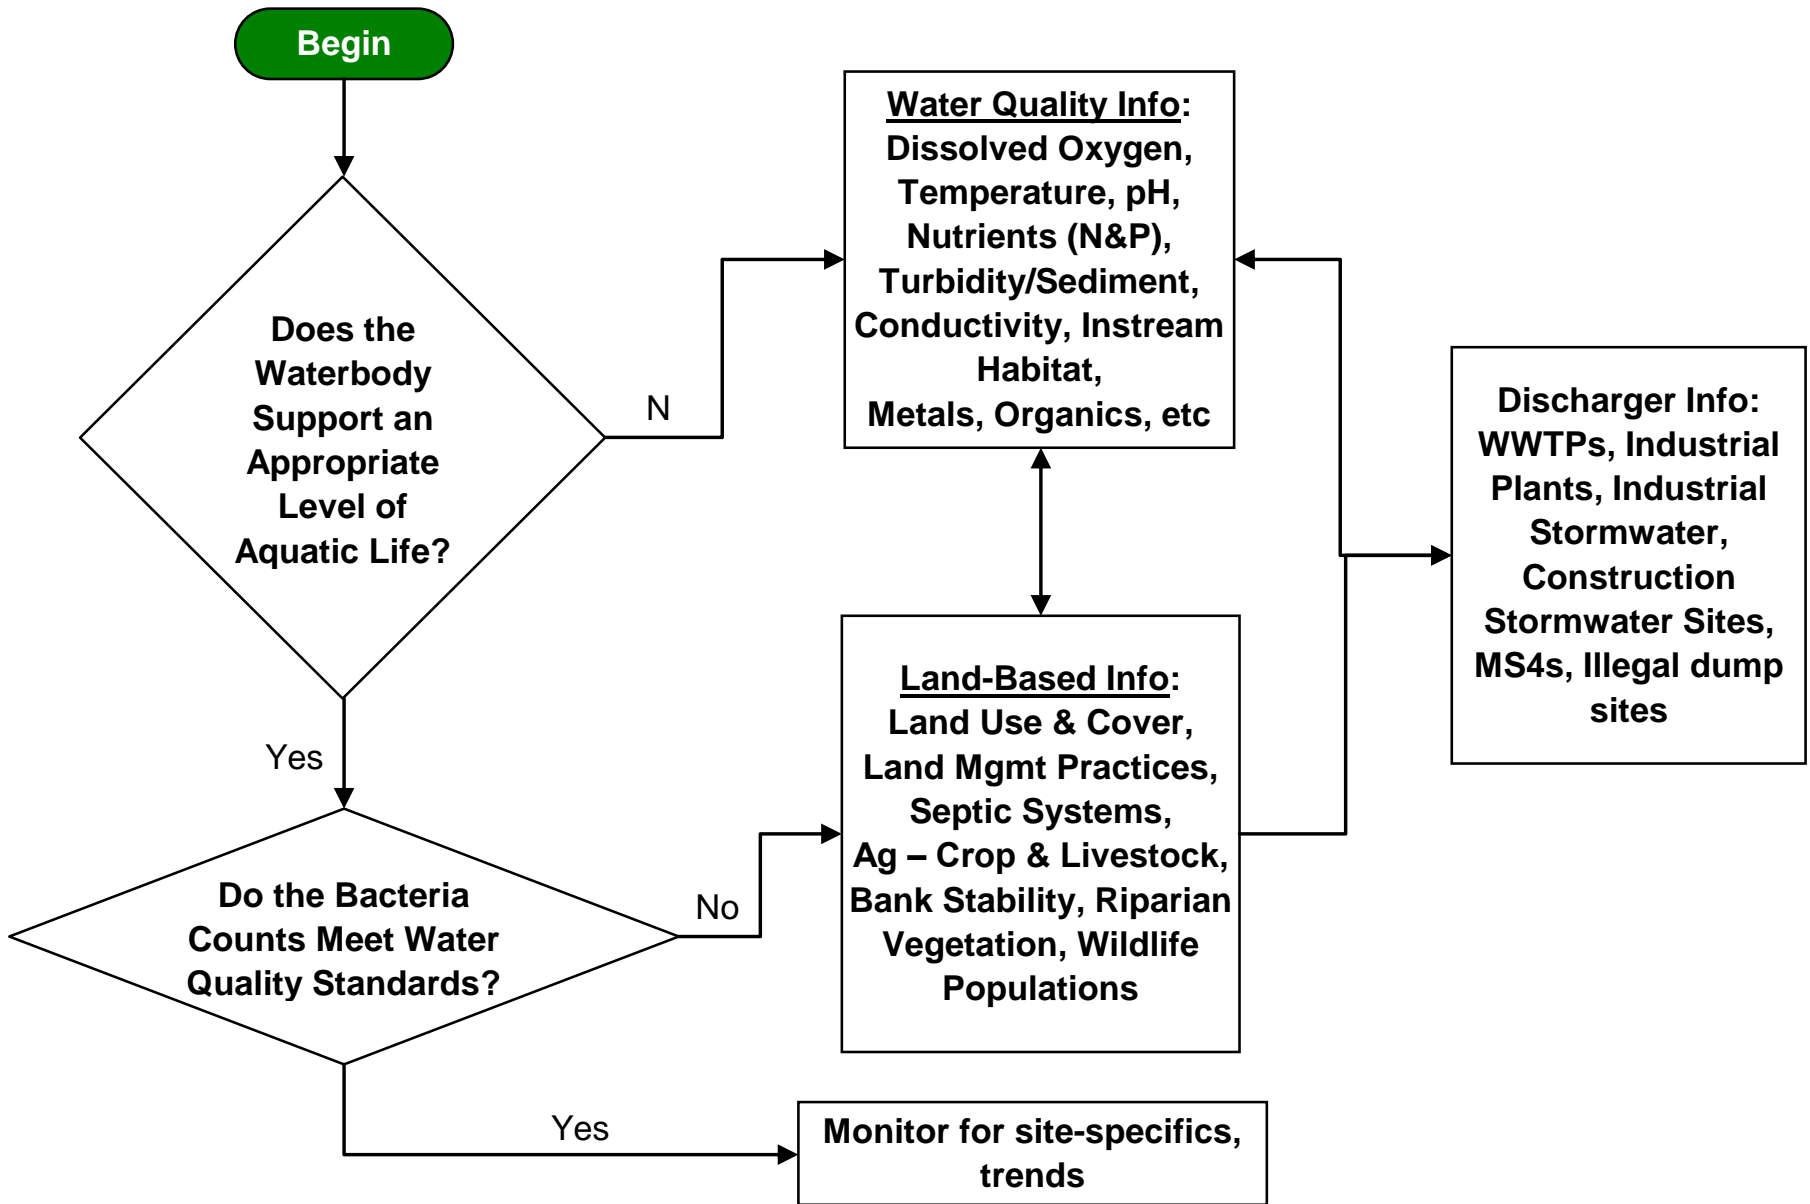 Begin
Does the
Waterbody
Support an
Appropriate
Level of
Aquatic Life?
N
Yes
Do the Bacteria
Counts Meet Water
Quality Standards?
No
Yes
Water Quality Info:
Dissolved Oxygen,
Temperature, pH,
Nutrients (N&P),
Turbidity/Sediment,
Conductivity, Instream
Habitat,
Metals, Organics, etc
Land-Based Info:
Land Use & Cover,
Land Mgmt Practices,
Septic Systems,
Ag – Crop & Livestock,
Bank Stability, Riparian
Vegetation, Wildlife
Populations
Discharger Info:
WWTPs, Industrial
Plants, Industrial
Stormwater,
Construction
Stormwater Sites,
MS4s, Illegal dump
sites
Monitor for site-specifics,
trends